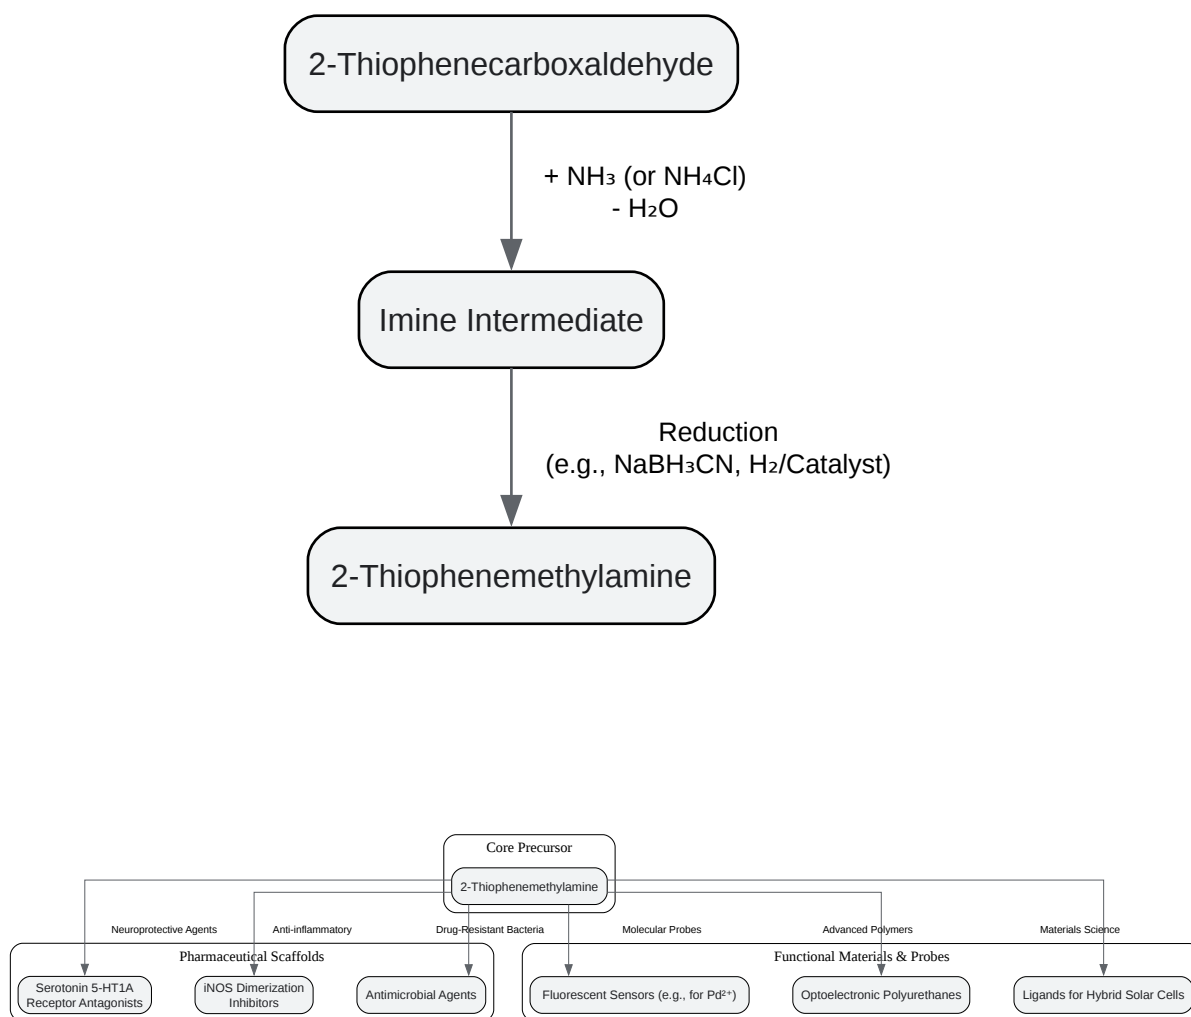 2-Thiophenecarboxaldehyde
+ NH₃ (or NH₄Cl)
- H₂O
Imine Intermediate
Reduction
(e.g., NaBH₃CN, H₂/Catalyst)
2-Thiophenemethylamine
Core Precursor
2-Thiophenemethylamine
Neuroprotective Agents
Anti-inflammatory
Drug-Resistant Bacteria
Molecular Probes
Advanced Polymers
Materials Science
Pharmaceutical Scaffolds
Functional Materials & Probes
Serotonin 5-HT1A
Receptor Antagonists
iNOS Dimerization
Inhibitors
Antimicrobial Agents
Fluorescent Sensors (e.g., for Pd²⁺)
Optoelectronic Polyurethanes
Ligands for Hybrid Solar Cells